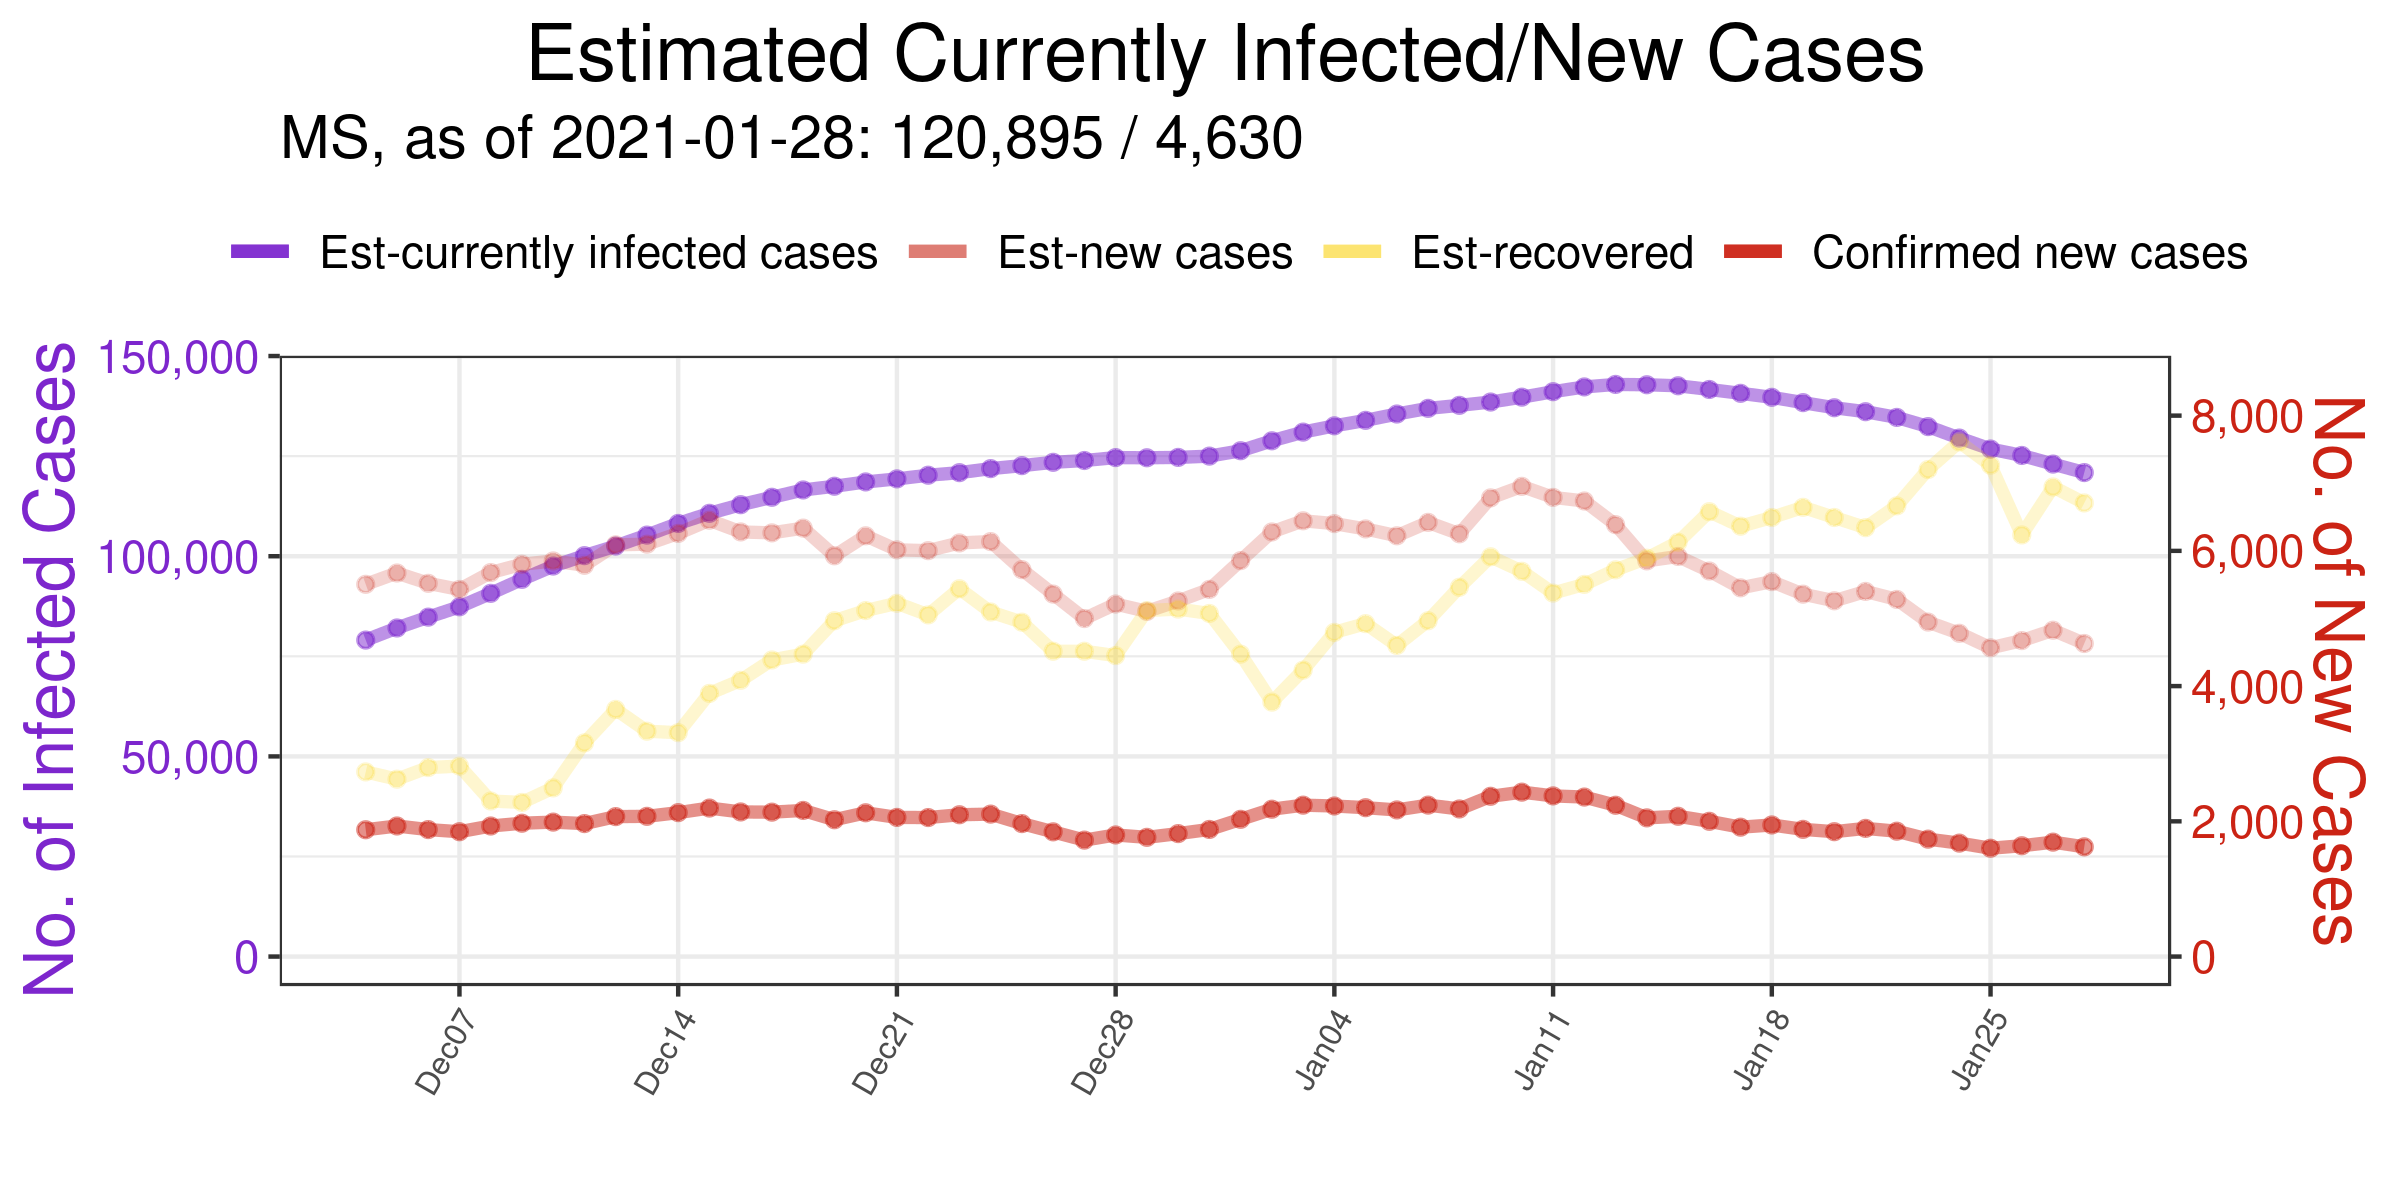 Estimated Currently Infected/New Cases
MS, as of 2021-01-28: 120,895 / 4,630
Est-currently infected cases Est-new cases Est-recovered Confirmed new cases
No. of Infected Cases
150,000
100,000
50,000
0
8,000
6,000
4,000
2,000
0
No. of New Cases
Dec07 Dec14 Dec21 Dec28 Jan04 Jan11 Jan18 Jan25